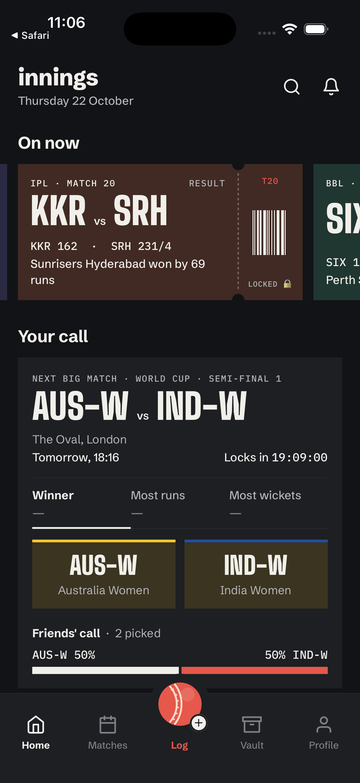 11:06
◀ Safari
innings
Thursday 22 October
On now
IPL · MATCH 20 RESULT
T20
KKR vs SRH
KKR 162 · SRH 231/4
Sunrisers Hyderabad won by 69
runs
LOCKED 🔒
BBL ·
SIX
SIX 1
Perth
Your call
NEXT BIG MATCH · WORLD CUP · SEMI-FINAL 1
AUS-W vs IND-W
The Oval, London
Tomorrow, 18:16 Locks in 19:09:00
Winner Most runs Most wickets
— — —
AUS-W IND-W
Australia Women India Women
Friends' call · 2 picked
AUS-W 50% 50% IND-W
Home Matches Log Vault Profile